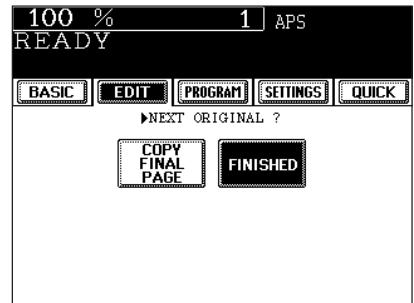 100 % 1 APS
READY
BASIC EDIT PROGRAM SETTINGS QUICK
▶NEXT ORIGINAL ?
COPY
FINAL
PAGE
FINISHED